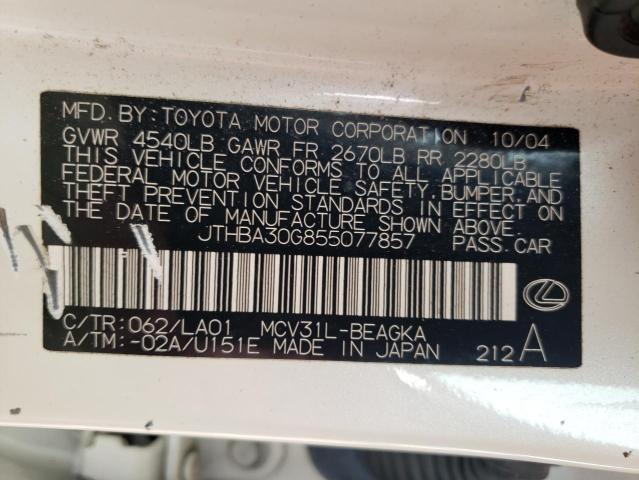 MFD. BY: TOYOTA MOTOR CORPORATION 10/04
GVWR 4540LB GAWR FR 2670LB RR 2280LB
THIS VEHICLE CONFORMS TO ALL APPLICABLE
FEDERAL MOTOR VEHICLE SAFETY, BUMPER, AND
THEFT PREVENTION STANDARDS IN EFFECT ON
THE DATE OF MANUFACTURE SHOWN ABOVE.
JTHBA30G855077857 PASS. CAR
C/TR: 062/LA01 MCV31L-BEAGKA
A/TM: -02A/U151E MADE IN JAPAN 212 A